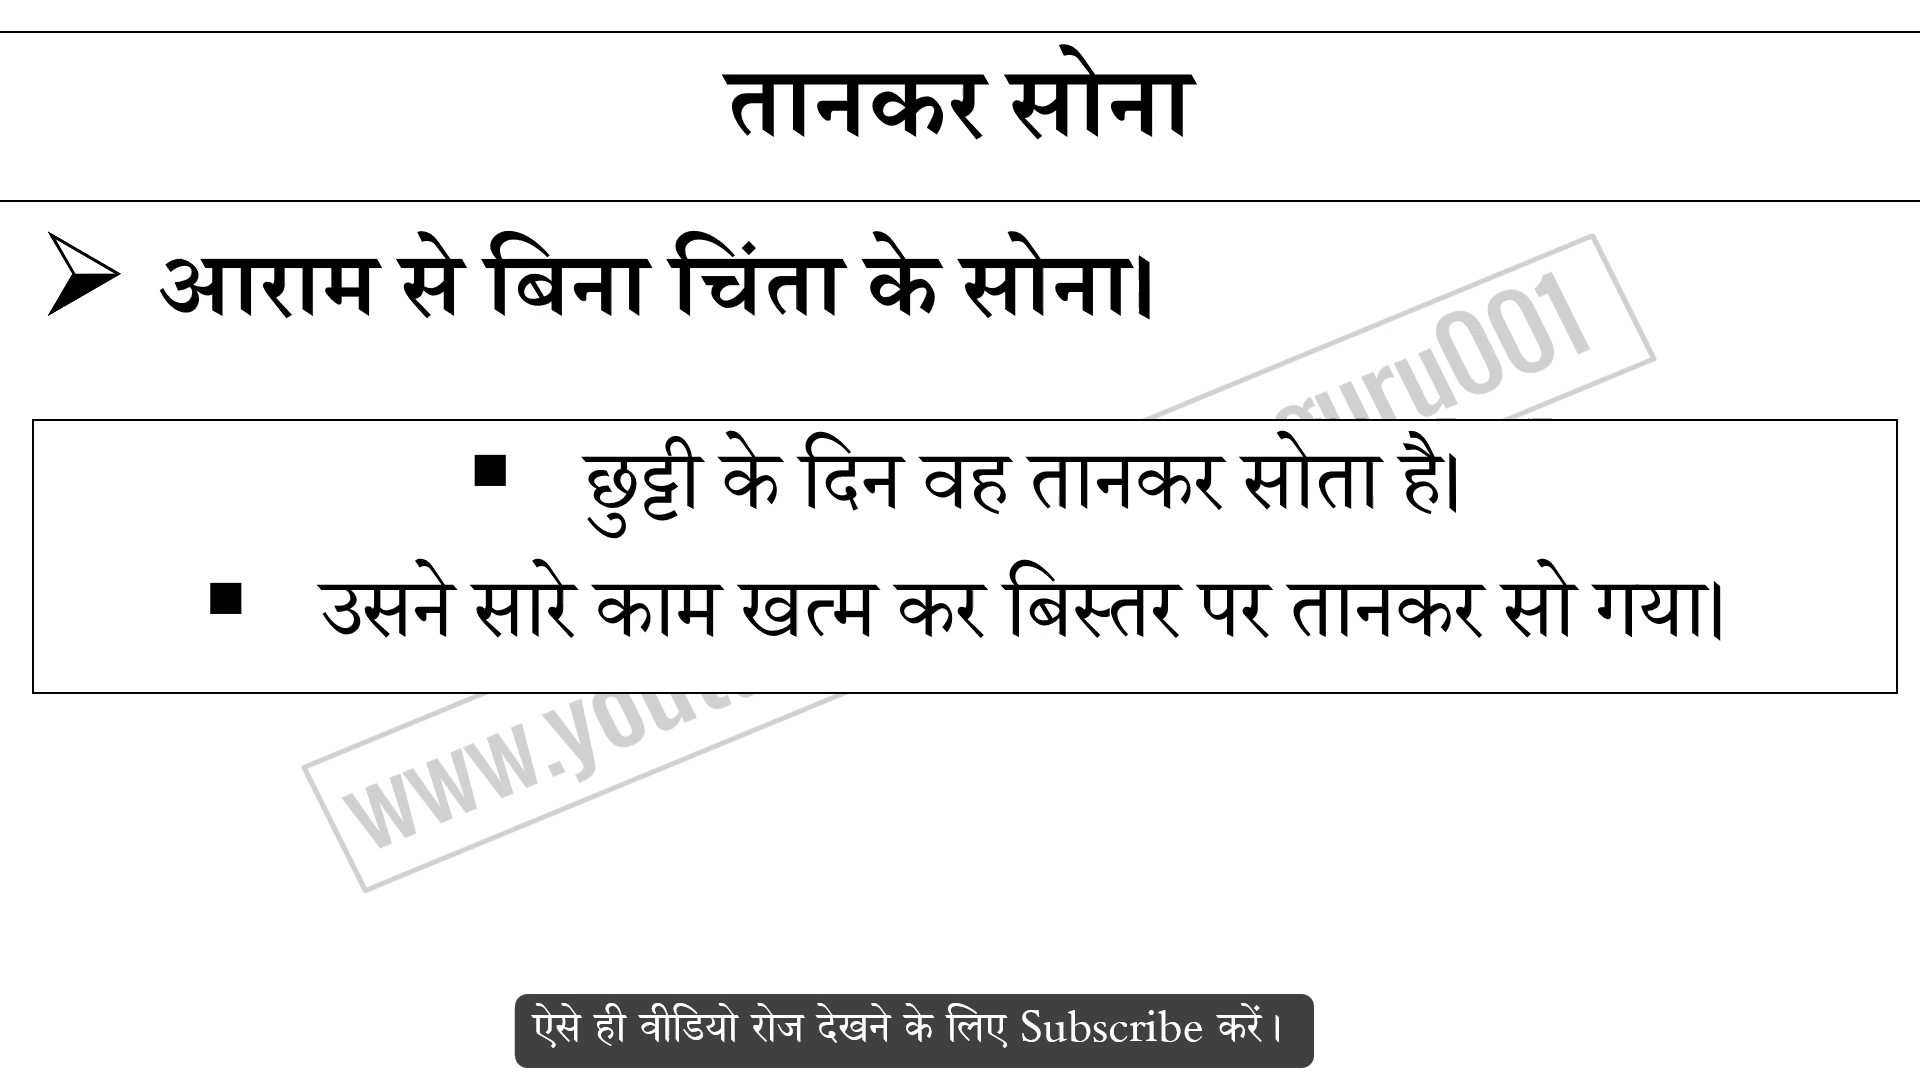 तानकर सोना
आराम से बिना चिंता के सोना।
छुट्टी के दिन वह तानकर सोता है।
उसने सारे काम खत्म कर बिस्तर पर तानकर सो गया।
ऐसे ही वीडियो रोज देखने के लिए Subscribe करें।